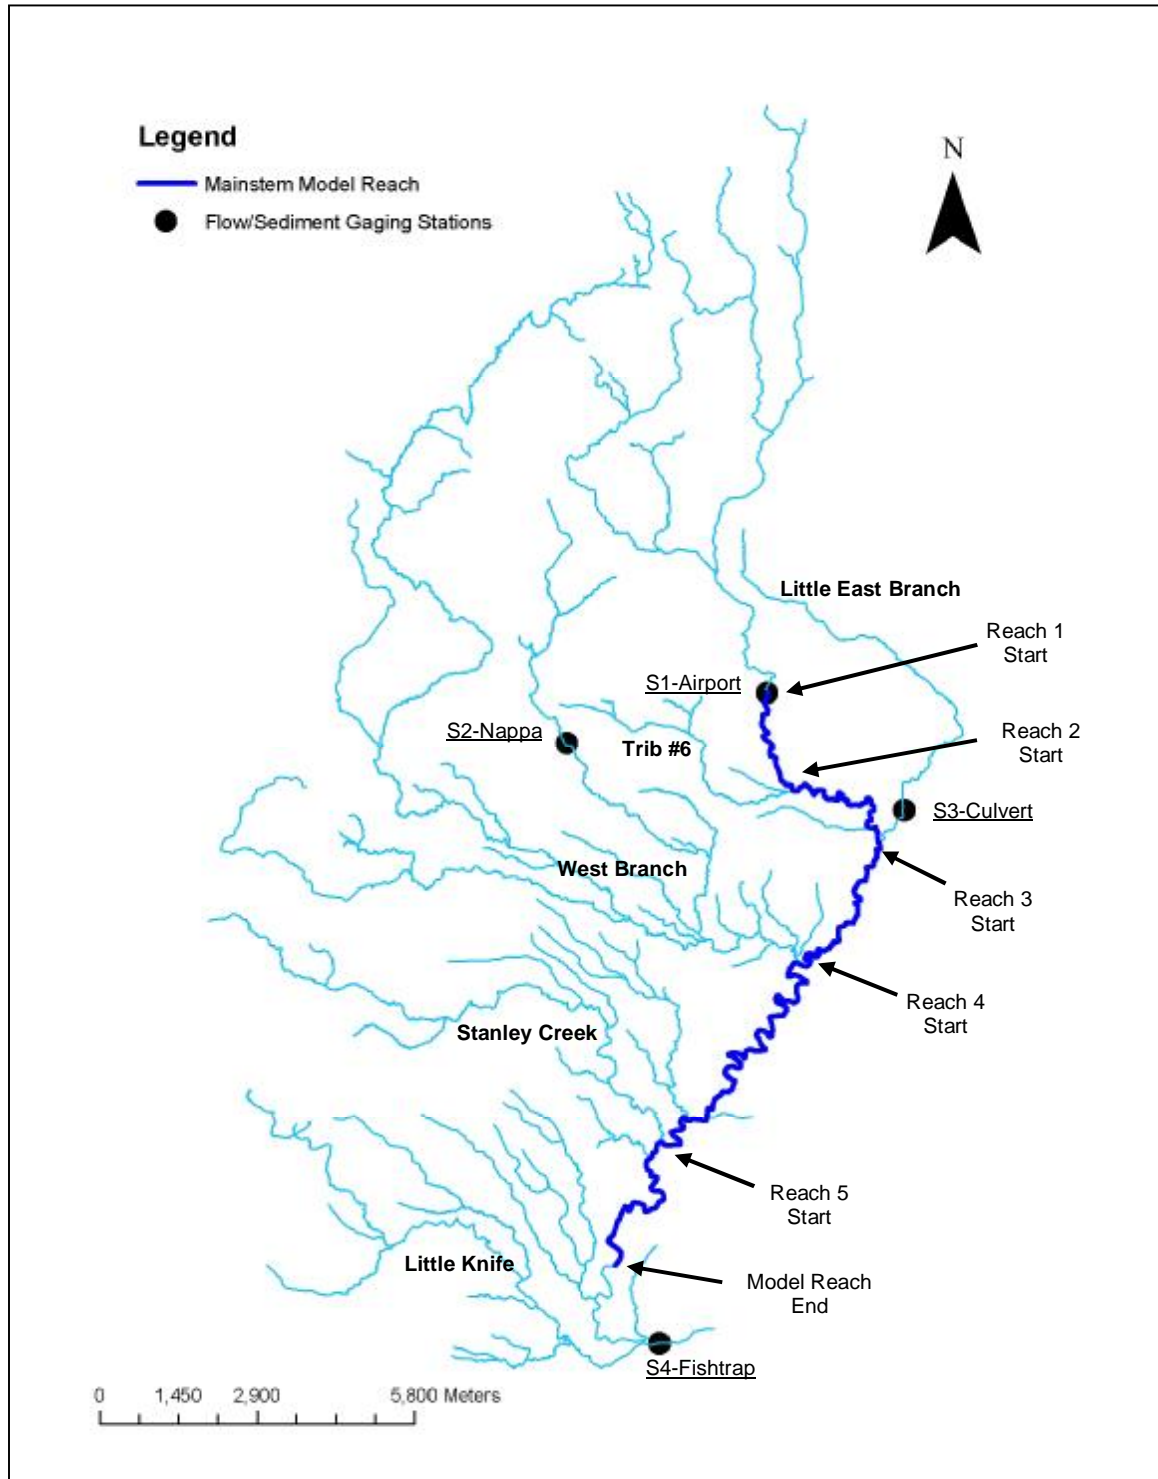 Legend
N
Mainstem Model Reach
Flow/Sediment Gaging Stations
Little East Branch
Reach 1
Start
S1-Airport
S2-Nappa
Trib #6
Reach 2
Start
S3-Culvert
West Branch
Reach 3
Start
Reach 4
Start
Stanley Creek
Reach 5
Start
Little Knife
Model Reach
End
S4-Fishtrap
0 1,450 2,900 5,800 Meters